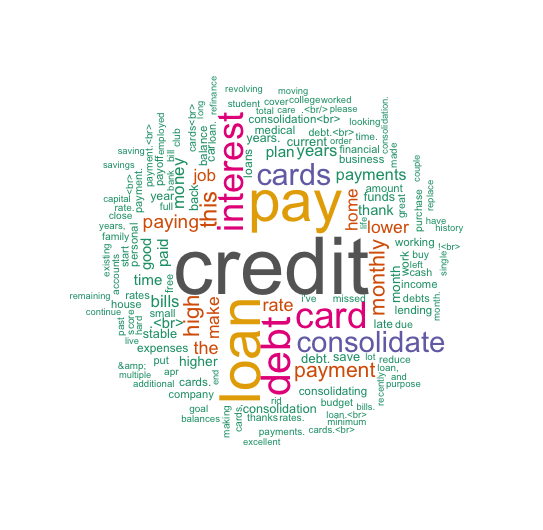 revolving
moving
refinance
long
student
cover
collegeworked
total
care
.<br/>
please
cards<br>
consolidation<br>
order
looking
consolidation.
club
car
loan.
medical
debt.<br>
time.
made
payment.<br>
payoff
employed
bill
bank
balance
years.
current
financial
saving
loans
plan
years
business
couple
savings
money
back
job
interest
cards
payments
<br>
payment.
year
full
this
pay
home
life
amount
funds
great
purchase
replace
capital
rate.
close
paying
thank
lower
have
history
years,
family
personal
start
good
paid
credit
monthly
working
!<br>
existing
accounts
time
free
month
work
buy
left
cash
single
income
remaining
rates
bills
high
make
loan
rate
i've
missed
debts
month.
continue
house
small
card
lending
past
score
hard
.<br>
stable
debt
late
due
live
expenses
the
consolidate
&amp;
multiple
put
higher
debt.
save
lot
reduce
loan,
additional
apr
cards.
end
payment
and
purpose
company
rid
consolidating
budget
recently
goal
consolidation
bills.
balances
making
cards,
thanks
rates.
loan.<br>
minimum
payments.
cards.<br>
excellent